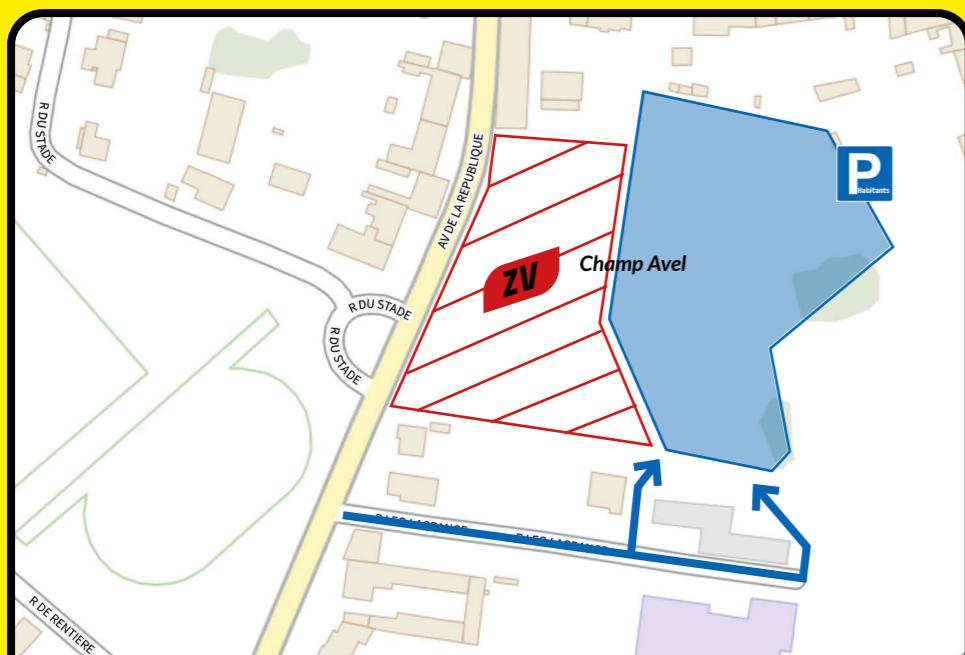 R DU STADE
AV DE LA REPUBLIQUE
P
Habitants
ZV
Champ Avel
R DU STADE
R DU STADE
R DE RENTIERE